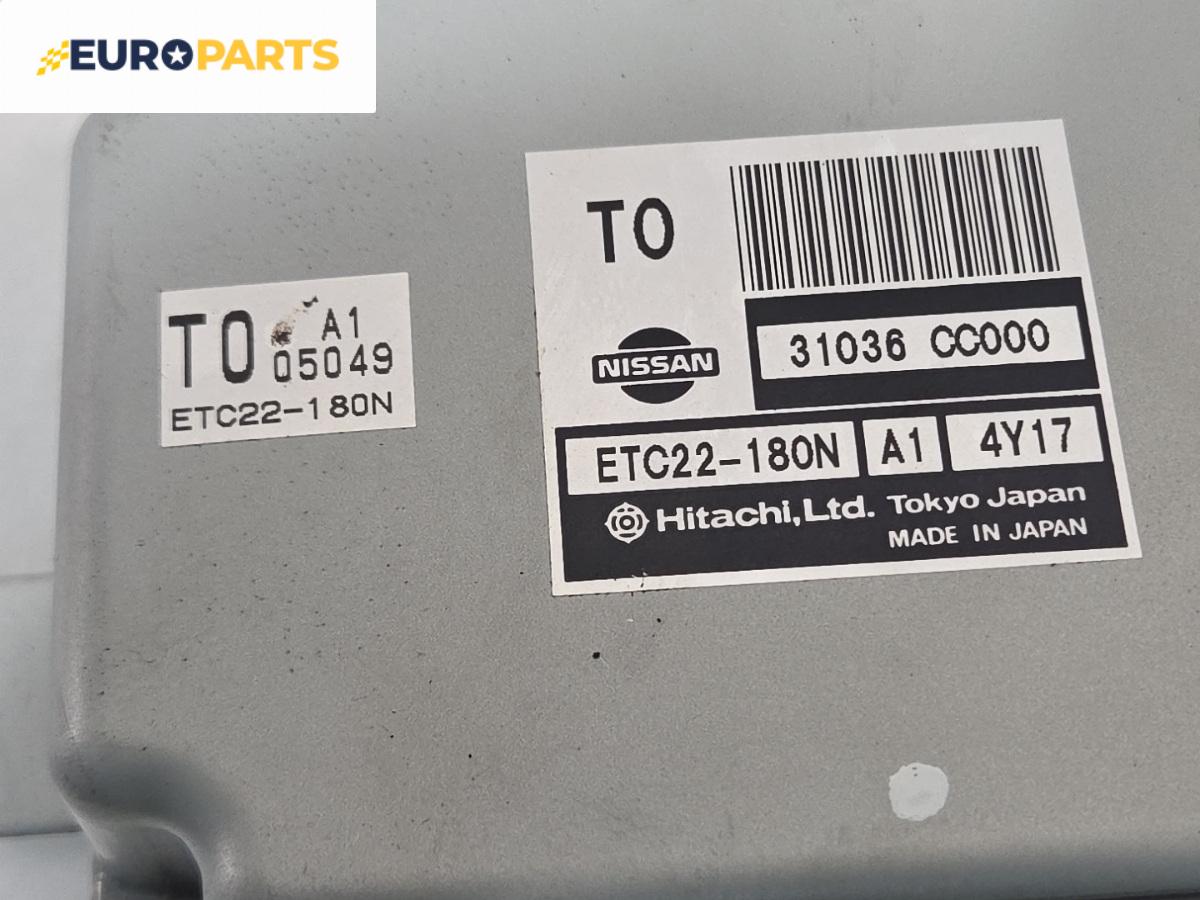 EUROPARTS
TO A1
05049
ETC22-180N
TO
NISSAN
31036 CC000
ETC22-180N A1 4Y17
Hitachi, Ltd. Tokyo Japan
MADE IN JAPAN